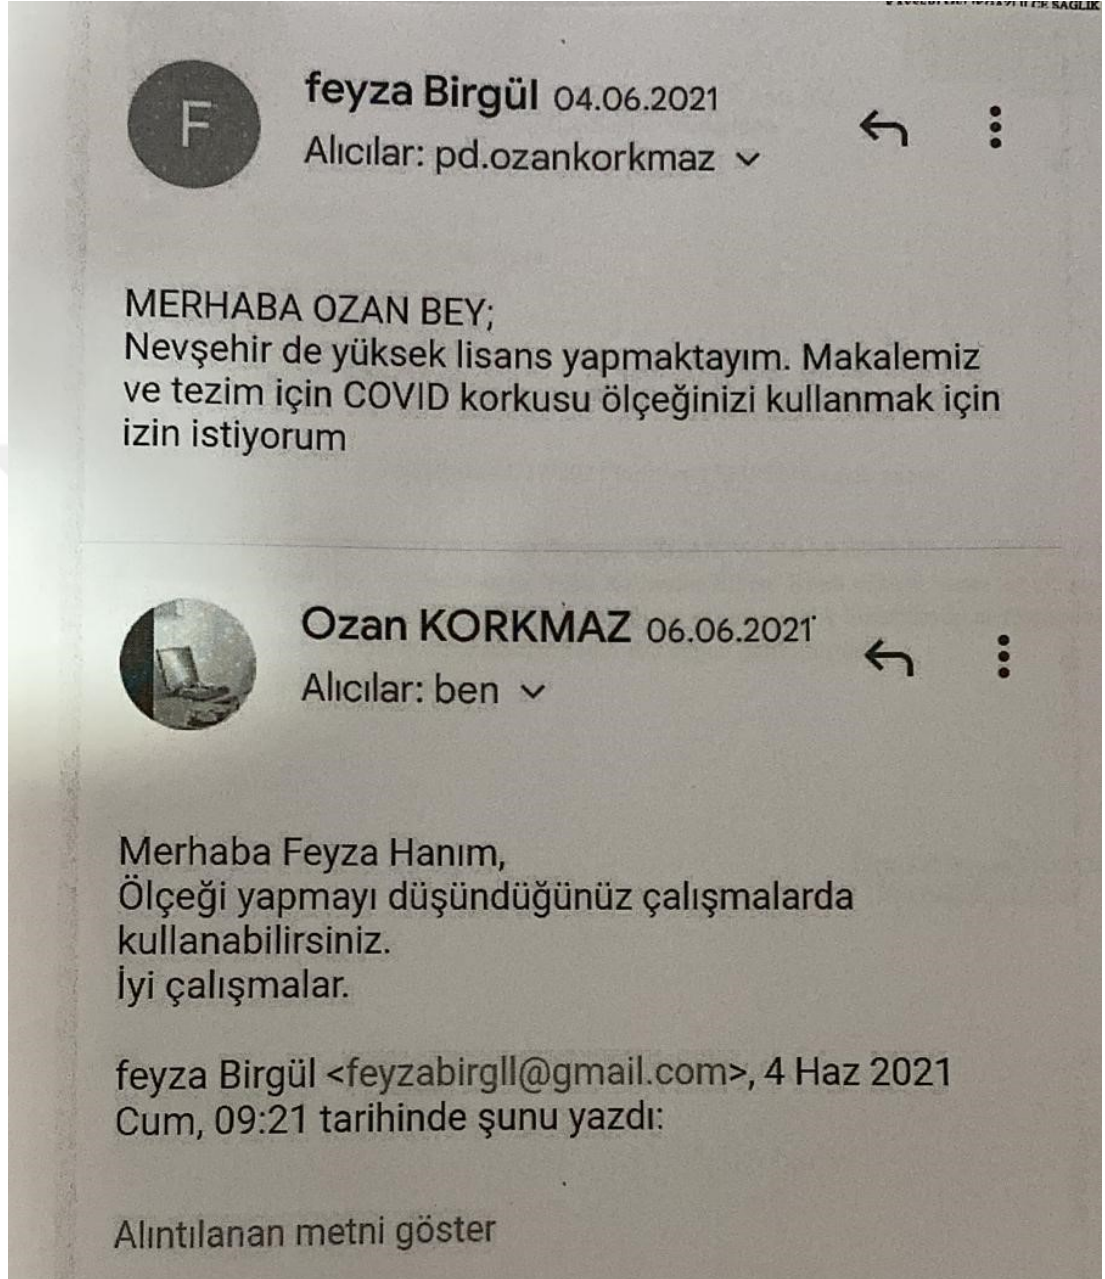 SAĞLIK
F
feyza Birgül 04.06.2021
Alıcılar: pd.ozankorkmaz
MERHABA OZAN BEY;
Nevşehir de yüksek lisans yapmaktayım. Makalemiz
ve tezim için COVID korkusu ölçeğinizi kullanmak için
izin istiyorum
Ozan KORKMAZ 06.06.2021
Alıcılar: ben
Merhaba Feyza Hanım,
Ölçeği yapmayı düşündüğünüz çalışmalarda
kullanabilirsiniz.
İyi çalışmalar.
feyza Birgül <feyzabirgll@gmail.com>, 4 Haz 2021
Cum, 09:21 tarihinde şunu yazdı:
Alıntılanan metni göster